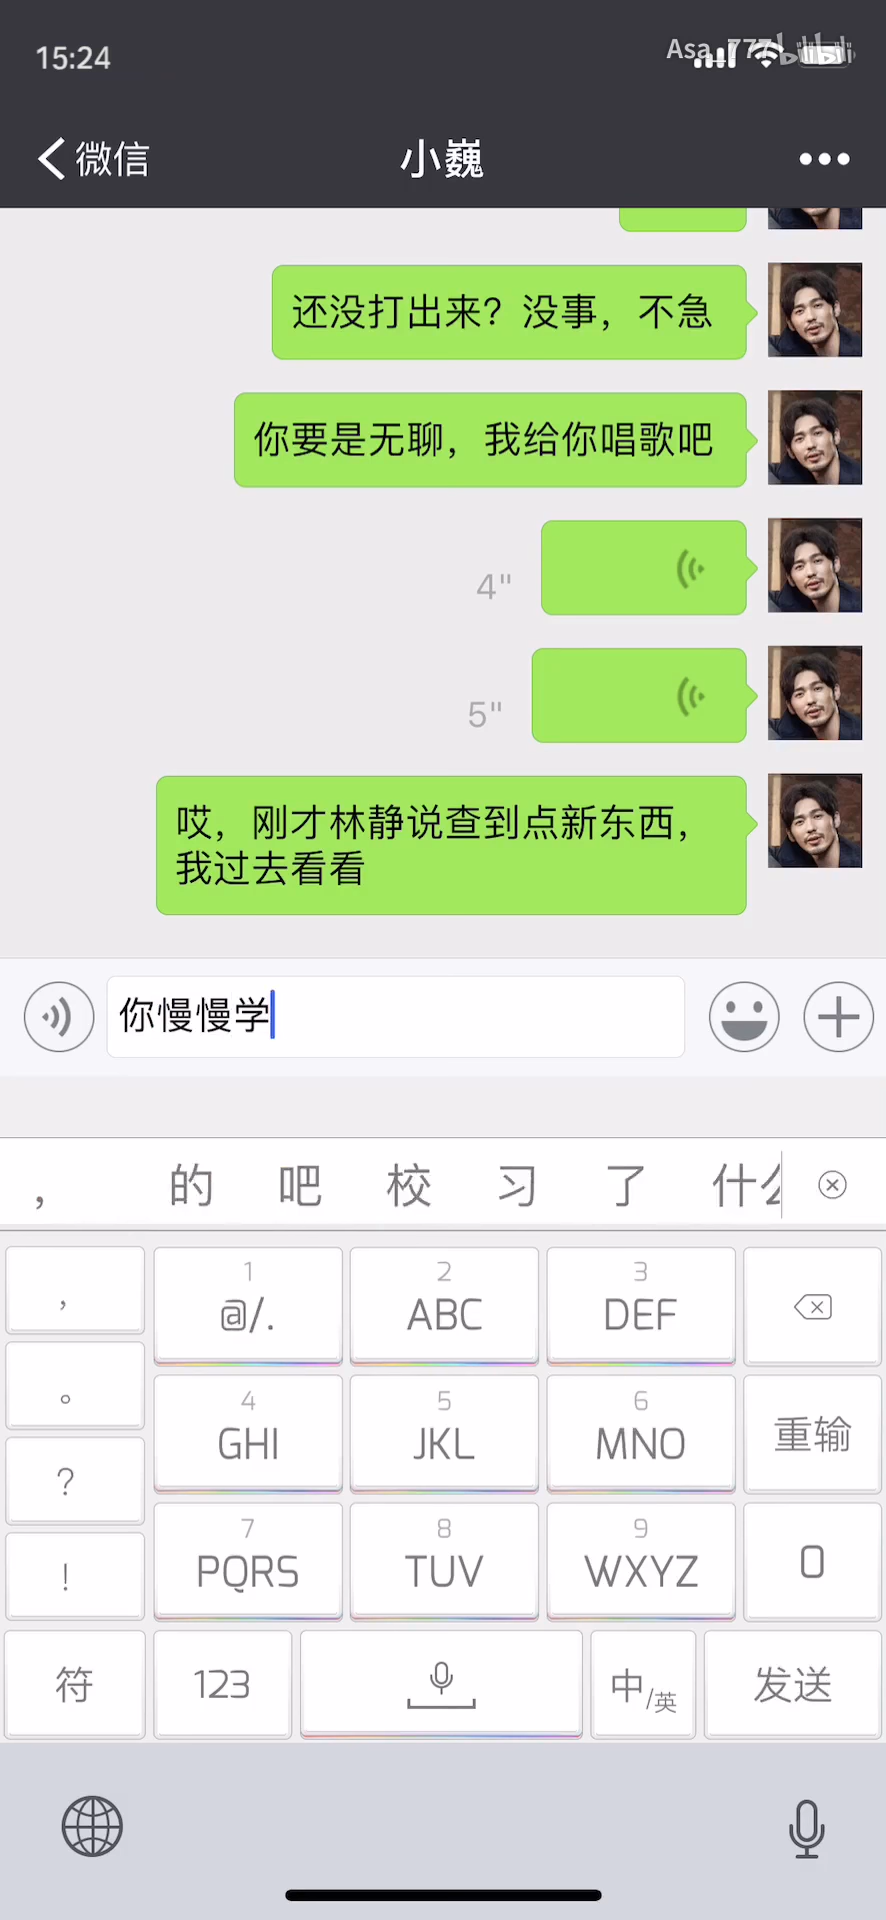 15:24
Asa_777
bilibili
微信
小巍
还没打出来？没事，不急
你要是无聊，我给你唱歌吧
4"
5"
哎，刚才林静说查到点新东西，
我过去看看
你慢慢学
， 的 吧 校 习 了 什么
， 1 2 3
@/. ABC DEF
。 4 5 6
GHI JKL MNO 重输
？ 7 8 9
PQRS TUV WXYZ 0
！
符 123 中/英 发送